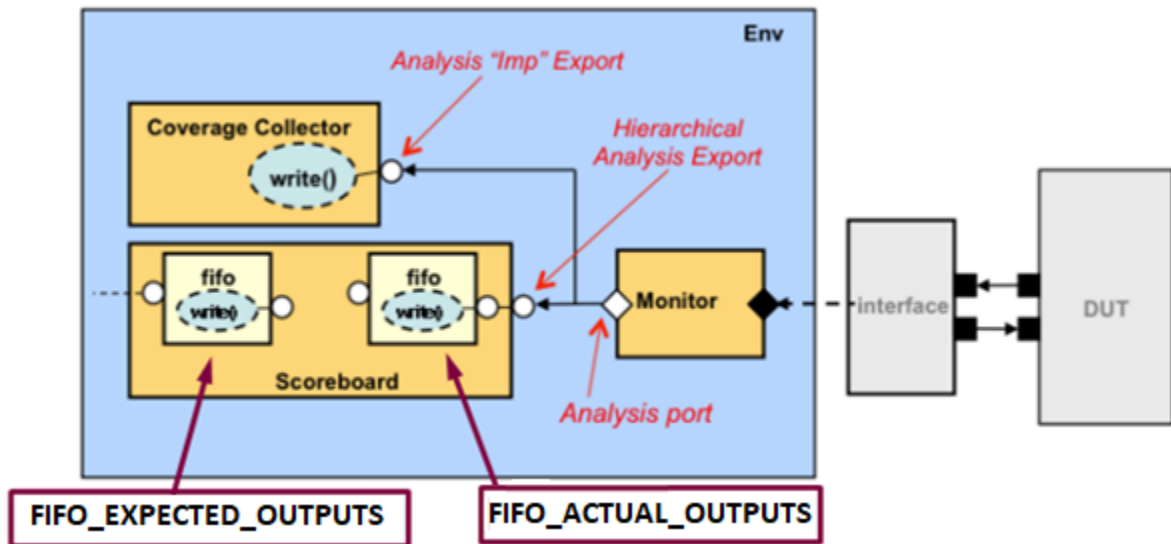 Env
Analysis “Imp” Export
Coverage Collector
write()
Hierarchical
Analysis Export
fifo
write()
fifo
write()
Scoreboard
Monitor
Analysis port
interface
DUT
FIFO_EXPECTED_OUTPUTS
FIFO_ACTUAL_OUTPUTS